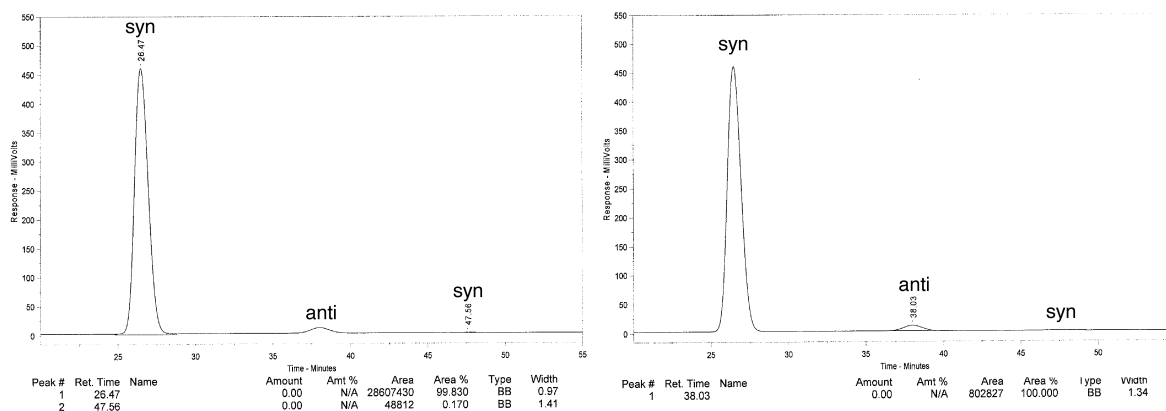 550
500
450
400
350
300
250
200
150
100
50
0
Response - MilliVolts
syn
26.47
anti
syn
47.56
25 30 35 40 45 50 55
Time - Minutes
Peak # Ret. Time Name Amount Amt % Area Area % Type Width
1 26.47 0.00 N/A 28607430 99.830 BB 0.97
2 47.56 0.00 N/A 48812 0.170 BB 1.41
550
500
450
400
350
300
250
200
150
100
50
0
Response - MilliVolts
syn
anti
38.03
syn
25 30 35 40 45 50
Time - Minutes
Peak # Ret. Time Name Amount Amt % Area Area % Type Width
1 38.03 0.00 N/A 802827 100.000 BB 1.34